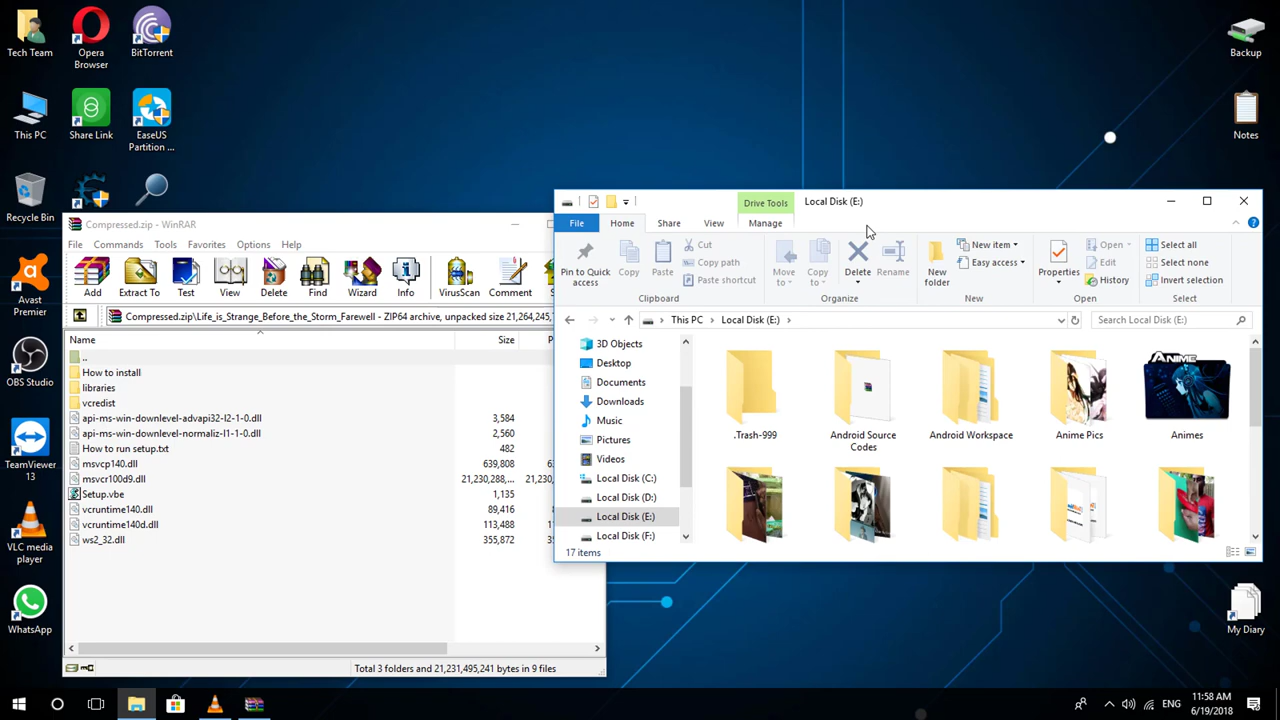 Tech Team
Opera
Browser
BitTorrent
This PC
Share Link
EaseUS
Partition ...
Recycle Bin
Avast
Premier
OBS Studio
TeamViewer
13
VLC media
player
WhatsApp
Backup
Notes
My Diary
Compressed.zip - WinRAR
File
Commands
Tools
Favorites
Options
Help
Add
Extract To
Test
View
Delete
Find
Wizard
Info
VirusScan
Comment
Compressed.zip\Life_is_Strange_Before_the_Storm_Farewell - ZIP64 archive, unpacked size 21,264,245,
Name
Size
..
How to install
libraries
vcredist
api-ms-win-downlevel-advapi32-l2-1-0.dll 3,584
api-ms-win-downlevel-normaliz-l1-1-0.dll 2,560
How to run setup.txt 482
msvcp140.dll 639,808
msvcr100d9.dll 21,230,288,...
Setup.vbe 1,135
vcruntime140.dll 89,416
vcruntime140d.dll 113,488
ws2_32.dll 355,872
Total 3 folders and 21,231,495,241 bytes in 9 files
Drive Tools
Local Disk (E:)
File
Home
Share
View
Manage
Pin to Quick
access
Copy
Paste
Cut
Copy path
Paste shortcut
Clipboard
Move
to
Copy
to
Delete
Rename
Organize
New
folder
New item
Easy access
New
Properties
Open
Edit
History
Open
Select all
Select none
Invert selection
Select
This PC
Local Disk (E:)
Search Local Disk (E:)
3D Objects
Desktop
Documents
Downloads
Music
Pictures
Videos
Local Disk (C:)
Local Disk (D:)
Local Disk (E:)
Local Disk (F:)
.Trash-999
Android Source
Codes
Android Workspace
Anime Pics
ANIME
Animes
17 items
ENG
11:58 AM
6/19/2018